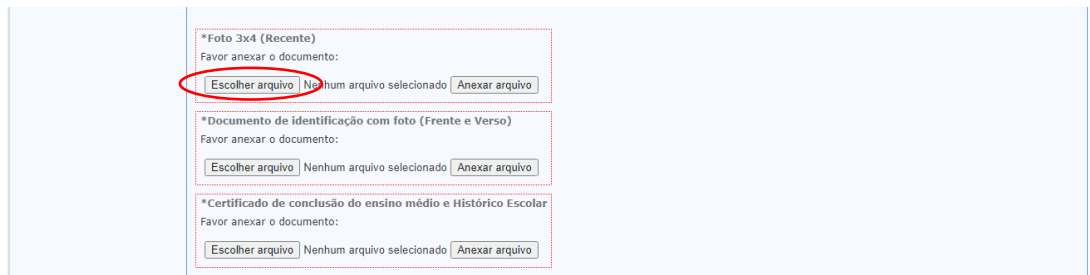 *Foto 3x4 (Recente)
Favor anexar o documento:
Escolher arquivo Nenhum arquivo selecionado Anexar arquivo
*Documento de identificação com foto (Frente e Verso)
Favor anexar o documento:
Escolher arquivo Nenhum arquivo selecionado Anexar arquivo
*Certificado de conclusão do ensino médio e Histórico Escolar
Favor anexar o documento:
Escolher arquivo Nenhum arquivo selecionado Anexar arquivo